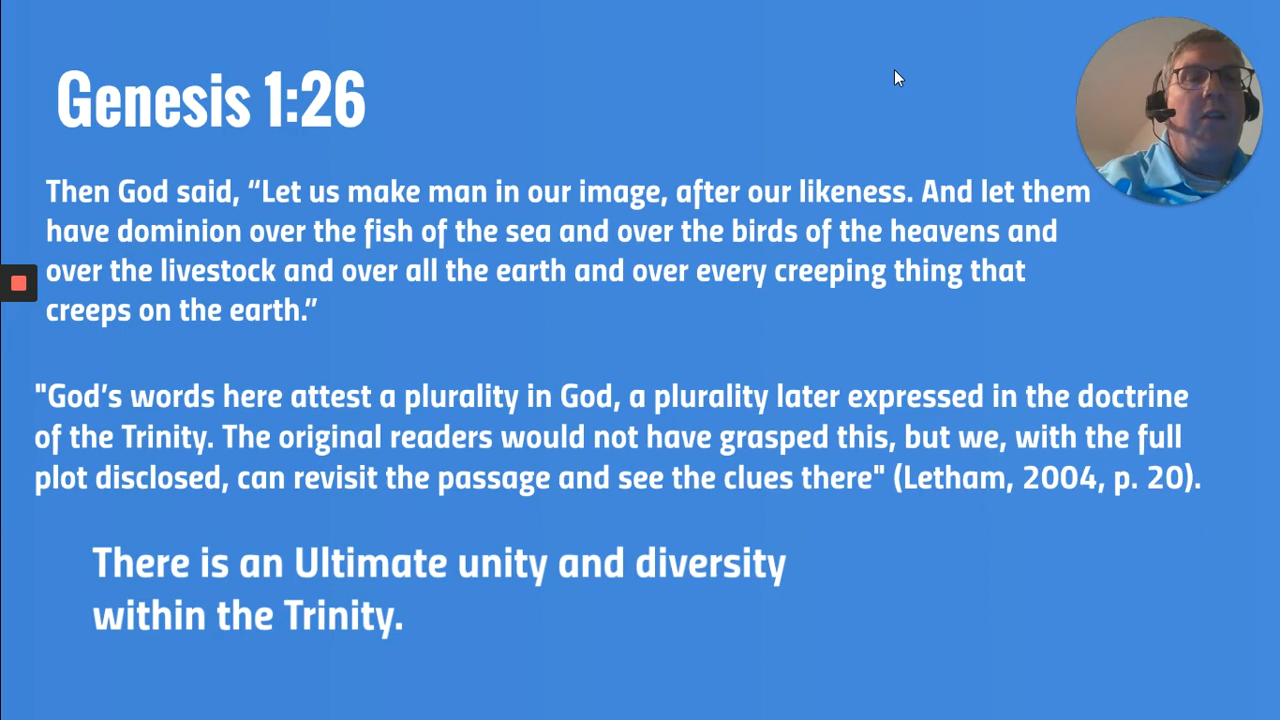 Genesis 1:26
Then God said, “Let us make man in our image, after our likeness. And let them
have dominion over the fish of the sea and over the birds of the heavens and
over the livestock and over all the earth and over every creeping thing that
creeps on the earth.”
"God’s words here attest a plurality in God, a plurality later expressed in the doctrine
of the Trinity. The original readers would not have grasped this, but we, with the full
plot disclosed, can revisit the passage and see the clues there" (Letham, 2004, p. 20).
There is an Ultimate unity and diversity
within the Trinity.